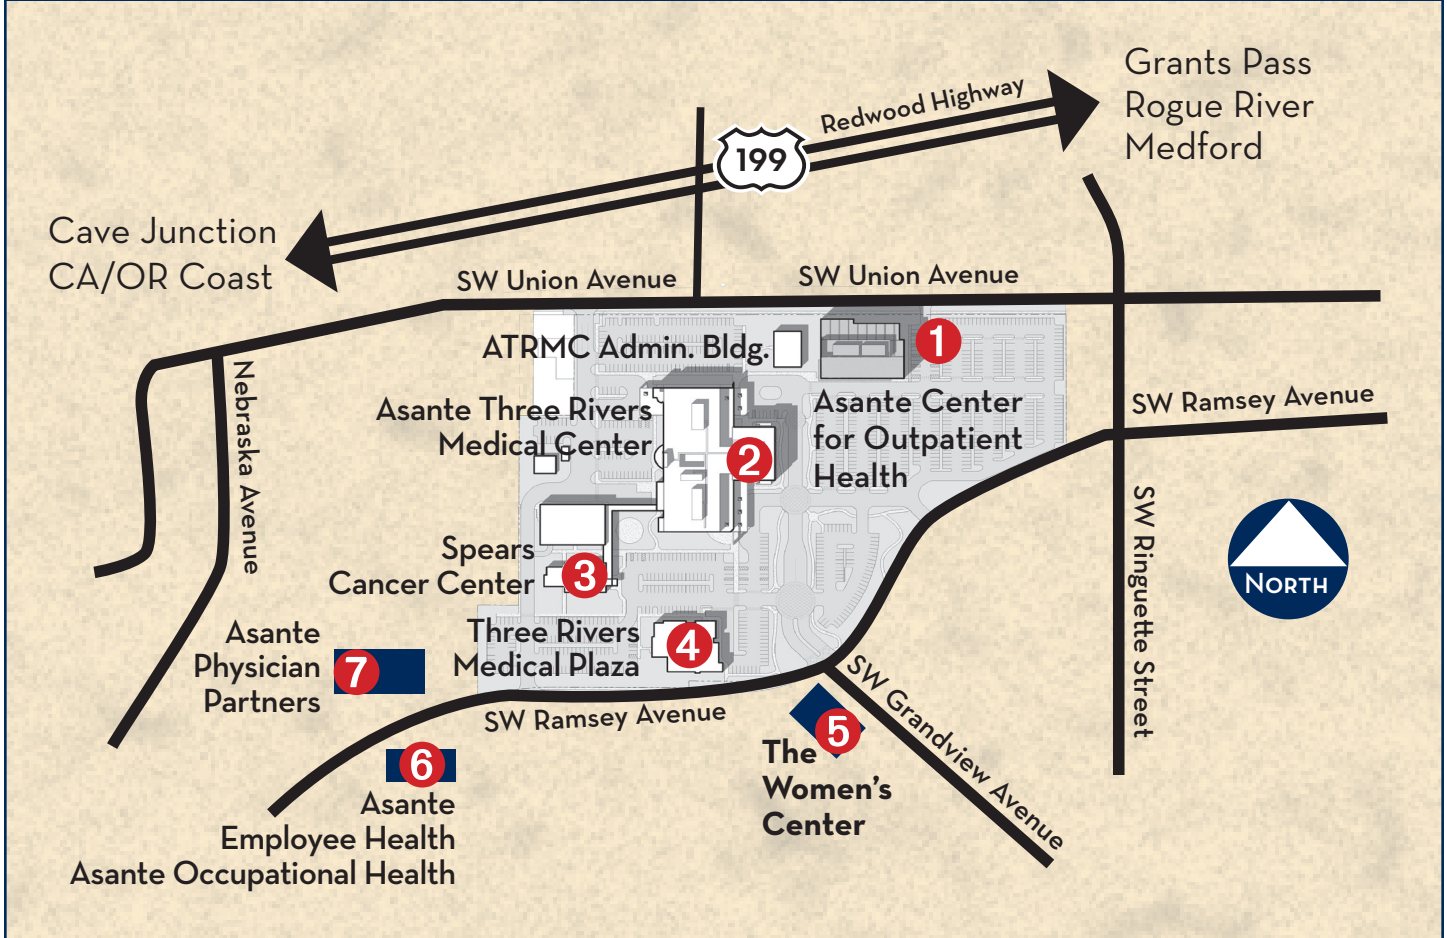 Grants Pass
Rogue River
Medford
Redwood Highway
199
Cave Junction
CA/OR Coast
SW Union Avenue
SW Union Avenue
1
ATRMC Admin. Bldg.
Nebraska Avenue
Asante Three Rivers
Medical Center
2
Asante Center
for Outpatient
Health
SW Ramsey Avenue
SW Ringuette Street
NORTH
Spears
Cancer Center
3
Three Rivers
Medical Plaza
4
Asante
Physician
Partners
7
SW Ramsey Avenue
SW Grandview Avenue
5
The
Women's
Center
6
Asante
Employee Health
Asante Occupational Health